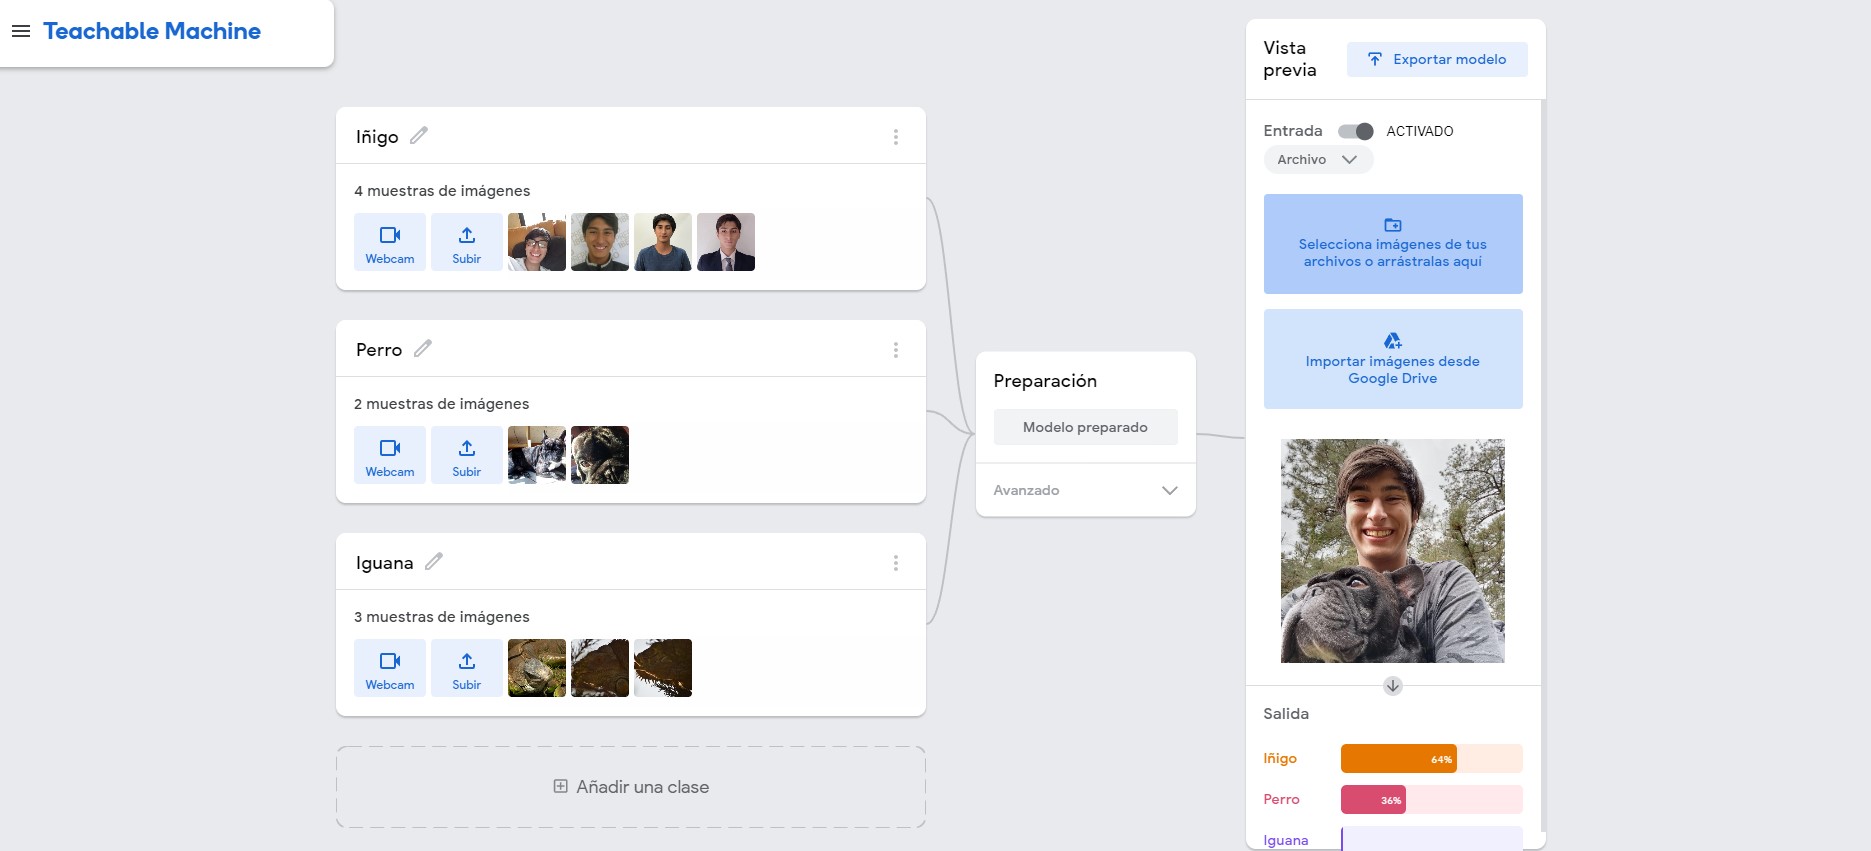 Teachable Machine
Iñigo
4 muestras de imágenes
Webcam
Subir
Perro
2 muestras de imágenes
Webcam
Subir
Iguana
3 muestras de imágenes
Webcam
Subir
Añadir una clase
Preparación
Modelo preparado
Avanzado
Vista
previa
Exportar modelo
Entrada
ACTIVADO
Archivo
Selecciona imágenes de tus
archivos o arrástralas aquí
Importar imágenes desde
Google Drive
Salida
Iñigo
64%
Perro
36%
Iguana